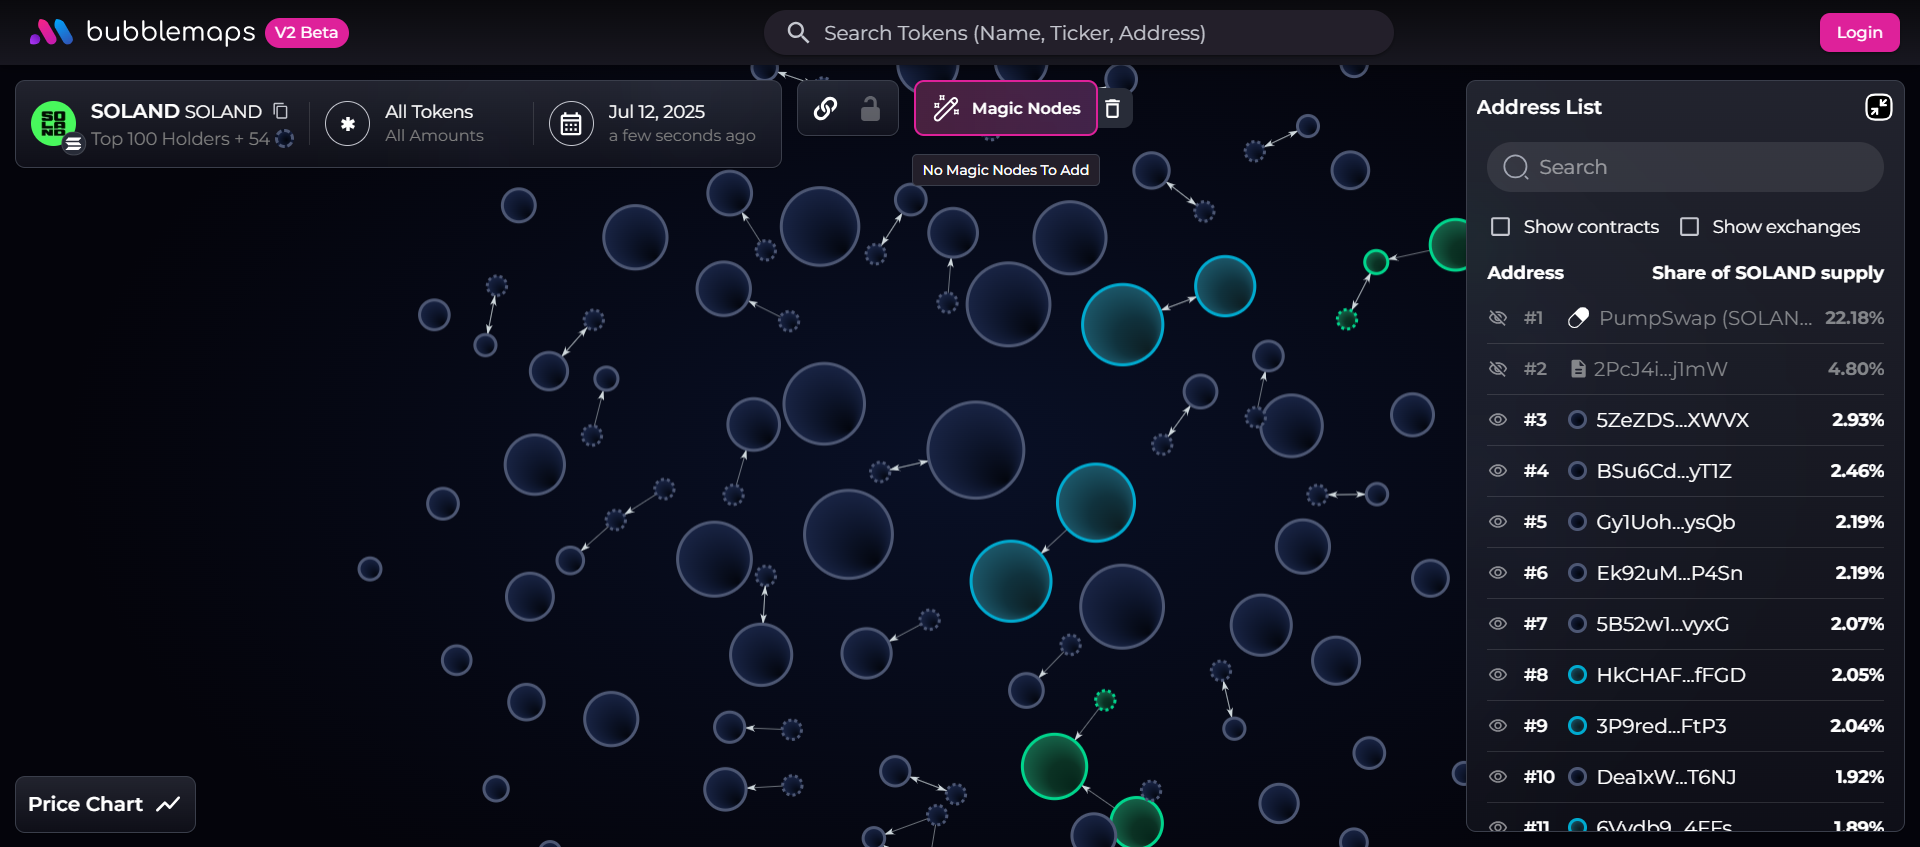 bubblemaps V2 Beta
Search Tokens (Name, Ticker, Address)
Login
SOLAND SOLAND
Top 100 Holders + 54
All Tokens
All Amounts
Jul 12, 2025
a few seconds ago
Magic Nodes
No Magic Nodes To Add
Address List
Search
Show contracts Show exchanges
Address Share of SOLAND supply
#1 PumpSwap (SOLAN... 22.18%
#2 2PcJ4i...j1mW 4.80%
#3 5ZeZDS...XWVX 2.93%
#4 BSu6Cd...yT1Z 2.46%
#5 Gy1Uoh...ysQb 2.19%
#6 Ek92uM...P4Sn 2.19%
#7 5B52w1...vyxG 2.07%
#8 HkCHAF...fFGD 2.05%
#9 3P9red...FtP3 2.04%
#10 Dea1xW...T6NJ 1.92%
#11 1.89%
Price Chart